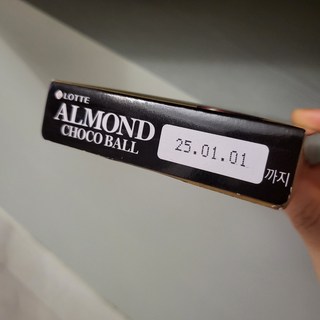 LOTTE
ALMOND
CHOCO BALL
25.01.01
까지